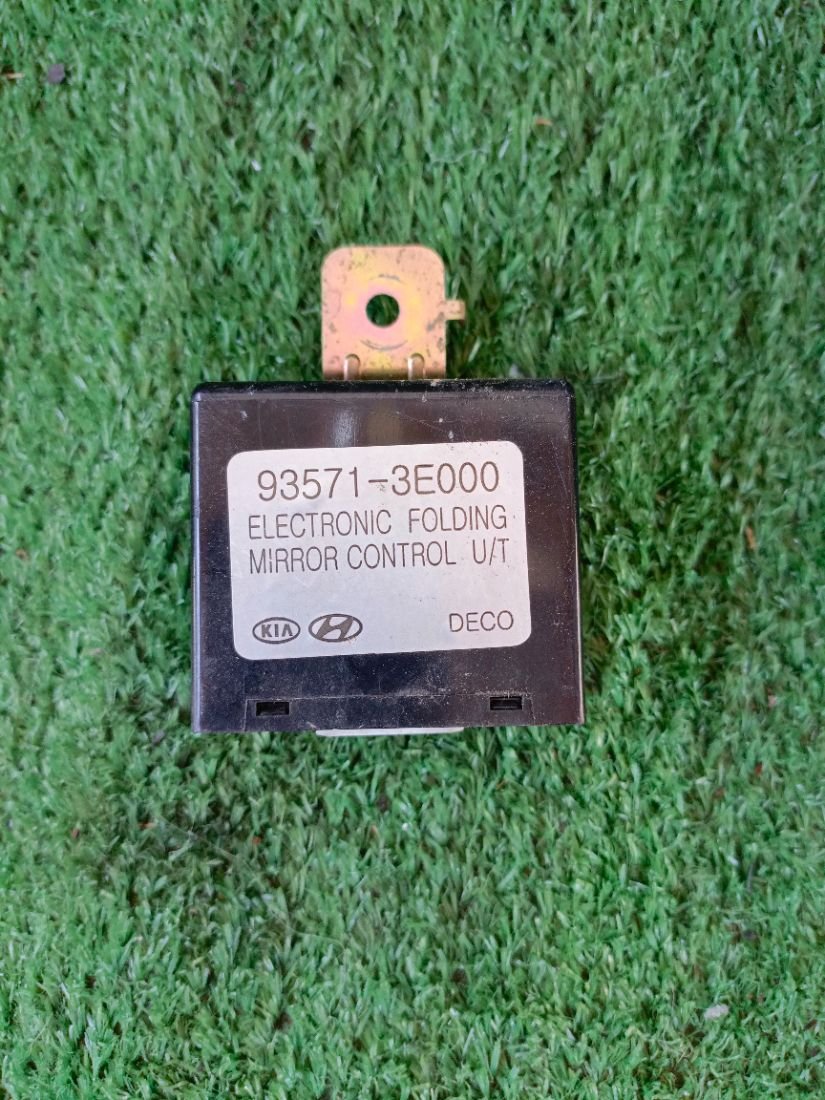 93571-3E000
ELECTRONIC FOLDING
MIRROR CONTROL U/T
KIA DECO